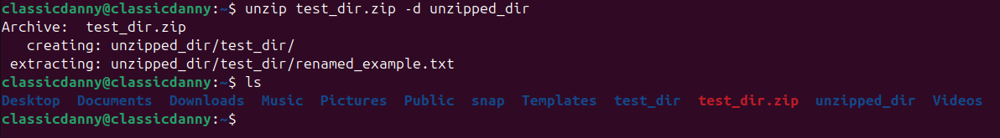 classicdanny@classicdanny:~$ unzip test_dir.zip -d unzipped_dir
Archive:  test_dir.zip
   creating: unzipped_dir/test_dir/
 extracting: unzipped_dir/test_dir/renamed_example.txt
classicdanny@classicdanny:~$ ls
Desktop  Documents  Downloads  Music  Pictures  Public  snap  Templates  test_dir  test_dir.zip  unzipped_dir  Videos
classicdanny@classicdanny:~$